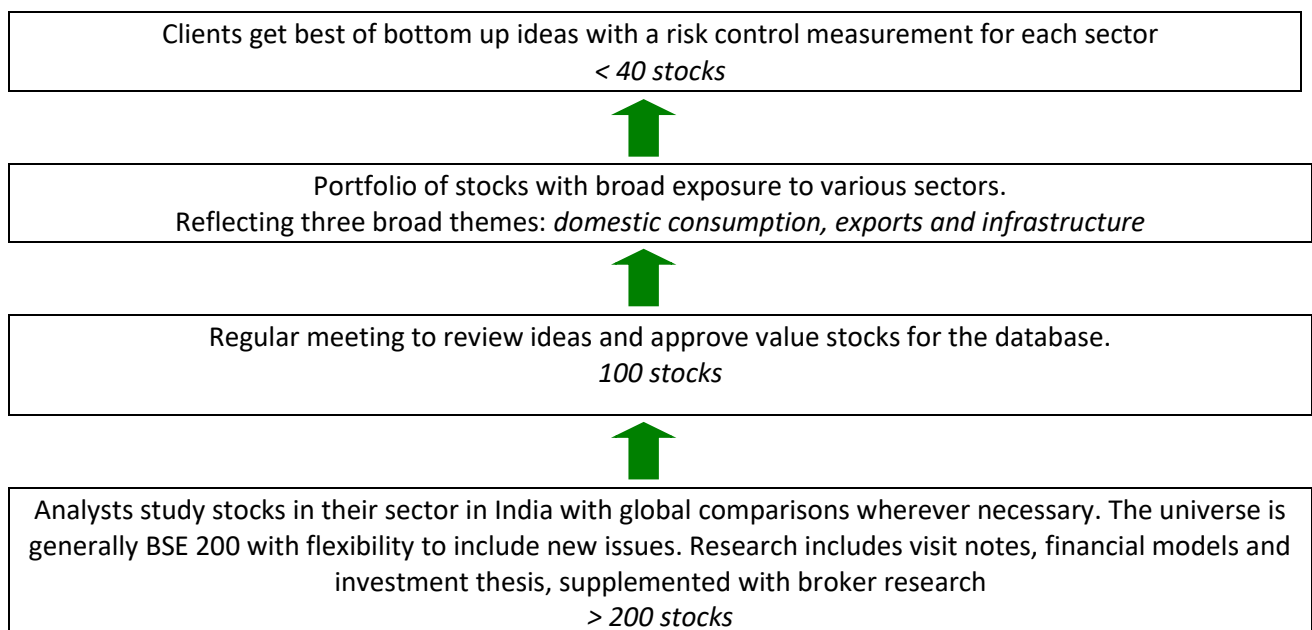 Clients get best of bottom up ideas with a risk control measurement for each sector
< 40 stocks
Portfolio of stocks with broad exposure to various sectors.
Reflecting three broad themes: domestic consumption, exports and infrastructure
Regular meeting to review ideas and approve value stocks for the database.
100 stocks
Analysts study stocks in their sector in India with global comparisons wherever necessary. The universe is
generally BSE 200 with flexibility to include new issues. Research includes visit notes, financial models and
investment thesis, supplemented with broker research
> 200 stocks